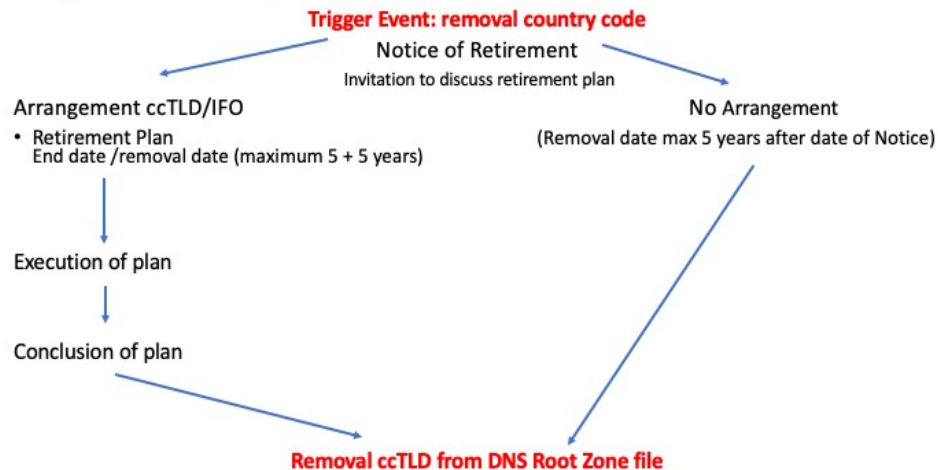 Trigger Event: removal country code
Notice of Retirement
Invitation to discuss retirement plan
Arrangement ccTLD/IFO
• Retirement Plan
End date /removal date (maximum 5 + 5 years)
No Arrangement
(Removal date max 5 years after date of Notice)
Execution of plan
Conclusion of plan
Removal ccTLD from DNS Root Zone file